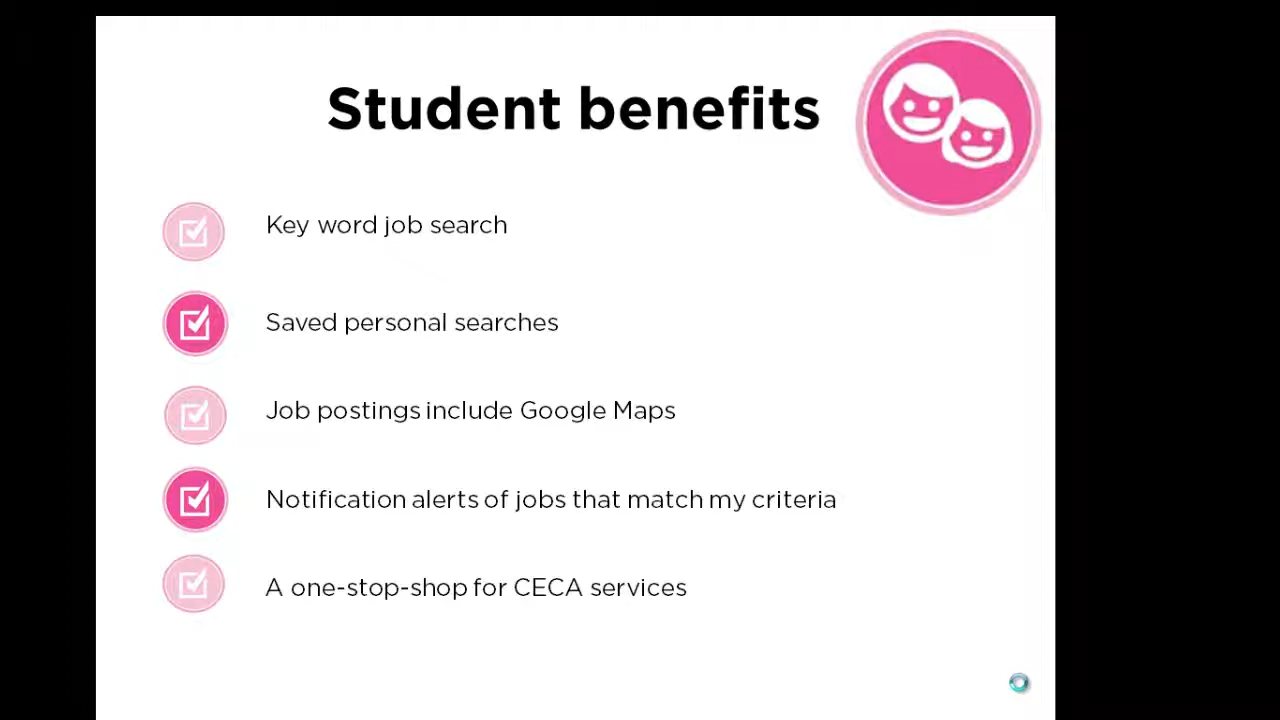 Student benefits
Key word job search
Saved personal searches
Job postings include Google Maps
Notification alerts of jobs that match my criteria
A one-stop-shop for CECA services